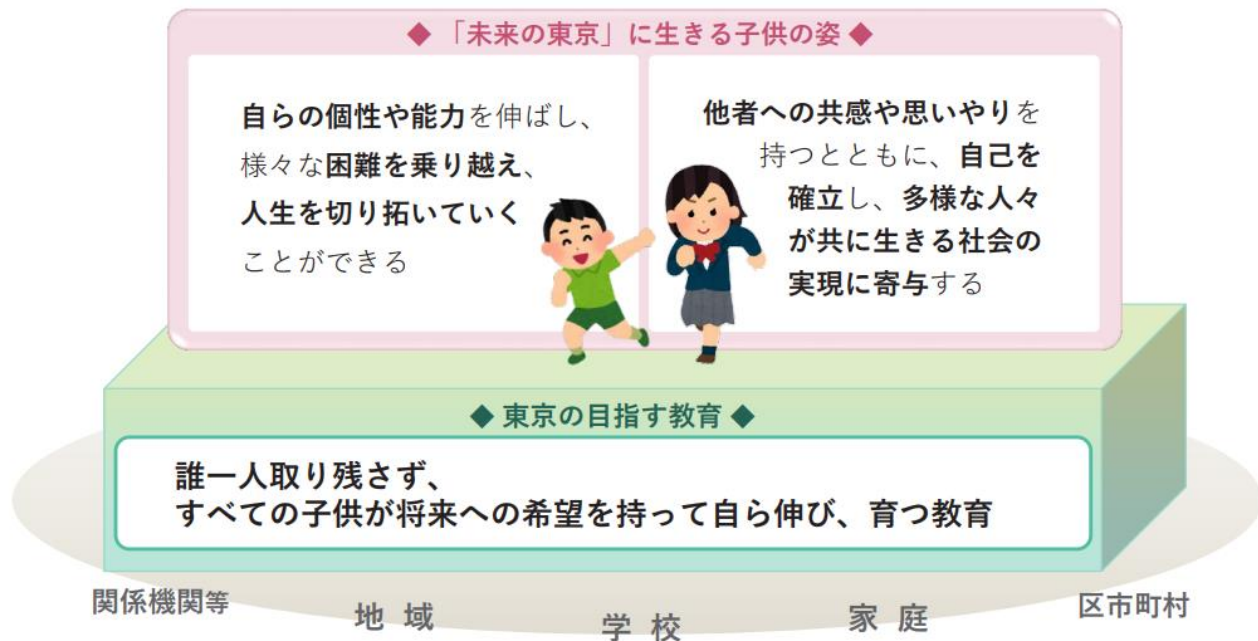 ◆ 「未来の東京」に生きる子供の姿 ◆
自らの個性や能力を伸ばし、
様々な困難を乗り越え、
人生を切り拓いていく
ことができる
他者への共感や思いやりを
持つとともに、自己を
確立し、多様な人々
が共に生きる社会の
実現に寄与する
◆ 東京の目指す教育 ◆
誰一人取り残さず、
すべての子供が将来への希望を持って自ら伸び、育つ教育
関係機関等
地 域
学 校
家 庭
区市町村